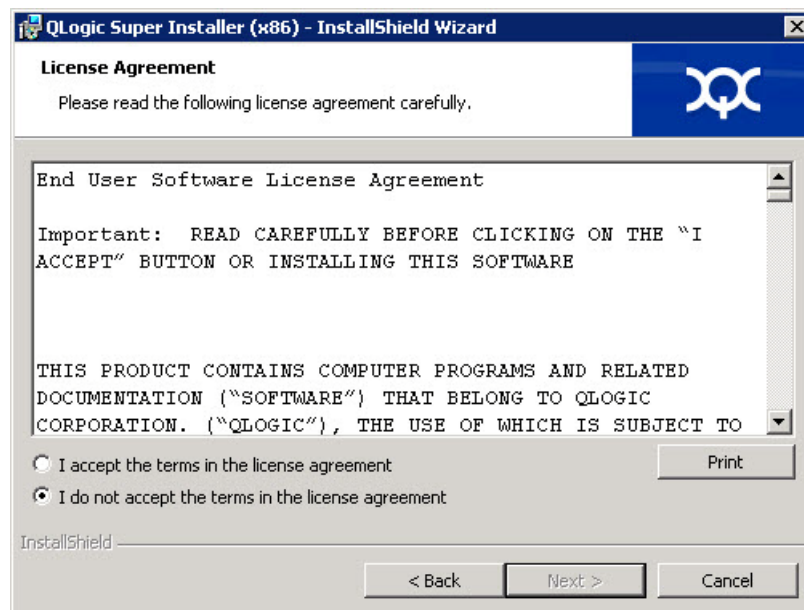 QLogic Super Installer (x86) - InstallShield Wizard
License Agreement
Please read the following license agreement carefully.
End User Software License Agreement
Important:  READ CAREFULLY BEFORE CLICKING ON THE “I
ACCEPT” BUTTON OR INSTALLING THIS SOFTWARE
THIS PRODUCT CONTAINS COMPUTER PROGRAMS AND RELATED
DOCUMENTATION (“SOFTWARE”) THAT BELONG TO QLOGIC
CORPORATION. (“QLOGIC”), THE USE OF WHICH IS SUBJECT TO
I accept the terms in the license agreement
Print
I do not accept the terms in the license agreement
InstallShield
< Back
Next >
Cancel